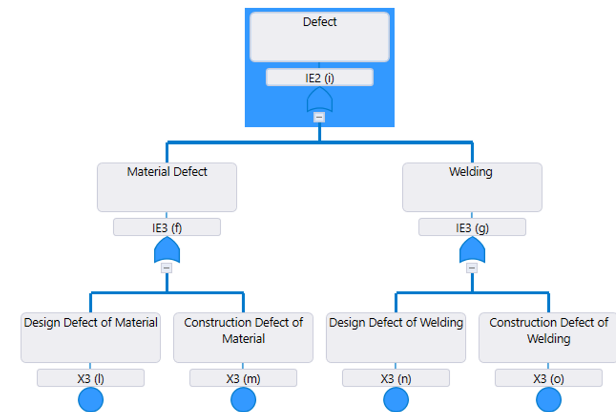 Defect
IE2 (i)
Material Defect
Welding
IE3 (f)
IE3 (g)
Design Defect of Material
Construction Defect of
Material
Design Defect of Welding
Construction Defect of
Welding
X3 (l)
X3 (m)
X3 (n)
X3 (o)